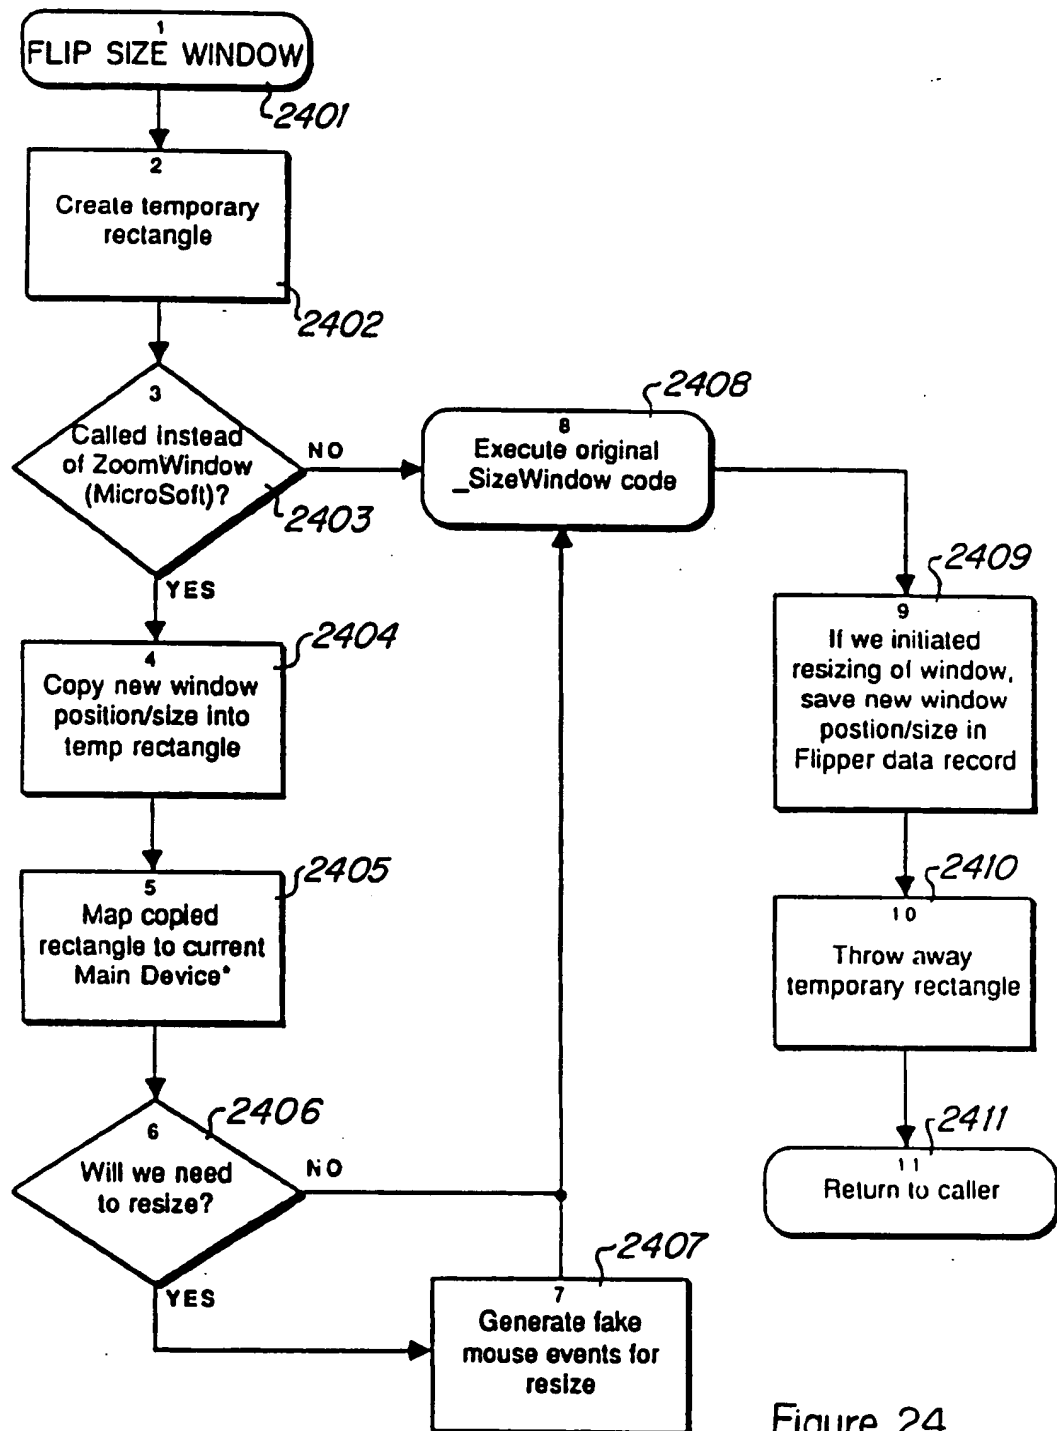 1
FLIP SIZE WINDOW
2401
2
Create temporary
rectangle
2402
3
Called instead
of ZoomWindow
(MicroSoft)?
2403
NO
YES
4
Copy new window
position/size into
temp rectangle
2404
5
Map copied
rectangle to current
Main Device*
2405
6
Will we need
to resize?
2406
NO
YES
7
Generate fake
mouse events for
resize
2407
8
Execute original
_SizeWindow code
2408
9
If we initiated
resizing of window,
save new window
postion/size in
Flipper data record
2409
10
Throw away
temporary rectangle
2410
11
Return to caller
2411
Figure 24